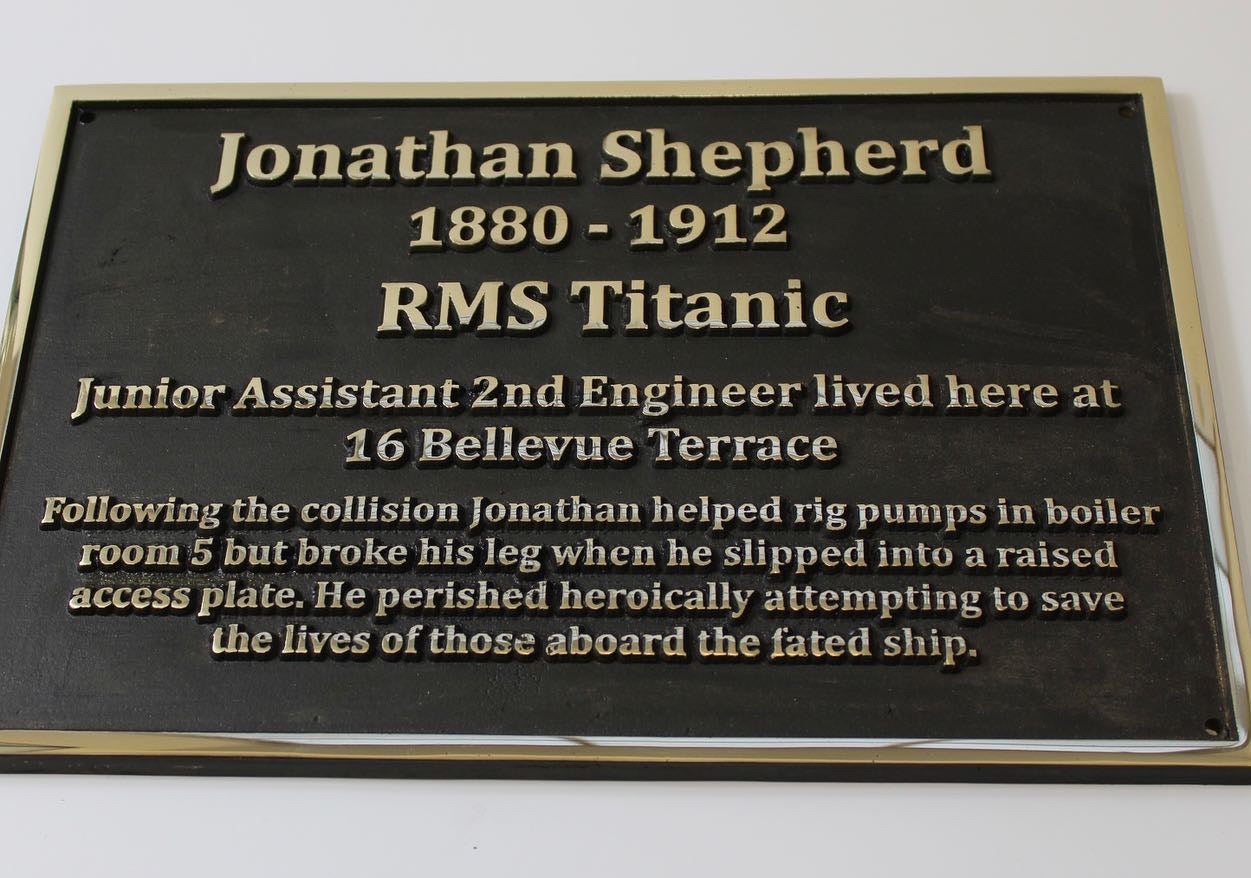 Jonathan Shepherd
1880 - 1912
RMS Titanic
Junior Assistant 2nd Engineer lived here at
16 Bellevue Terrace
Following the collision Jonathan helped rig pumps in boiler
room 5 but broke his leg when he slipped into a raised
access plate. He perished heroically attempting to save
the lives of those aboard the fated ship.